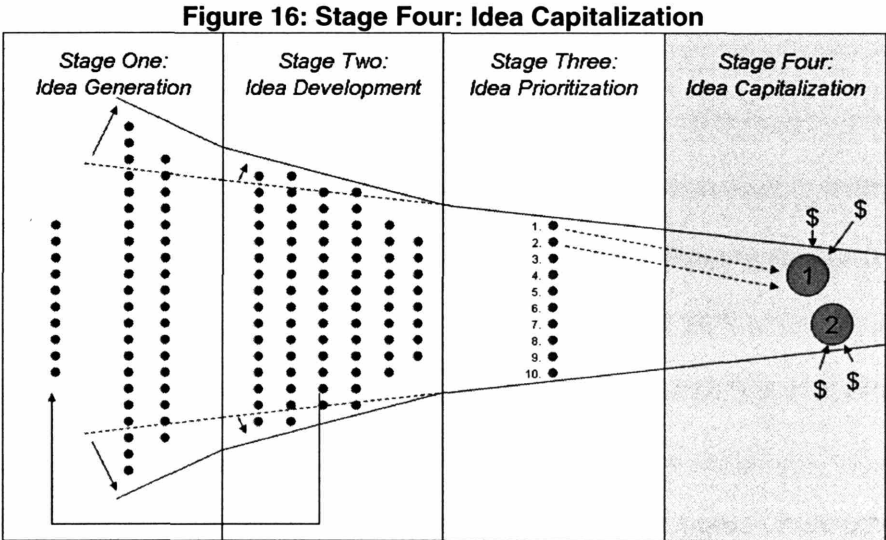 Figure 16: Stage Four: Idea Capitalization
Stage One:
Idea Generation
Stage Two:
Idea Development
Stage Three:
Idea Prioritization
Stage Four:
Idea Capitalization
1.
2.
3.
4.
5.
6.
7.
8.
9.
10.
$ $
1
2
$ $